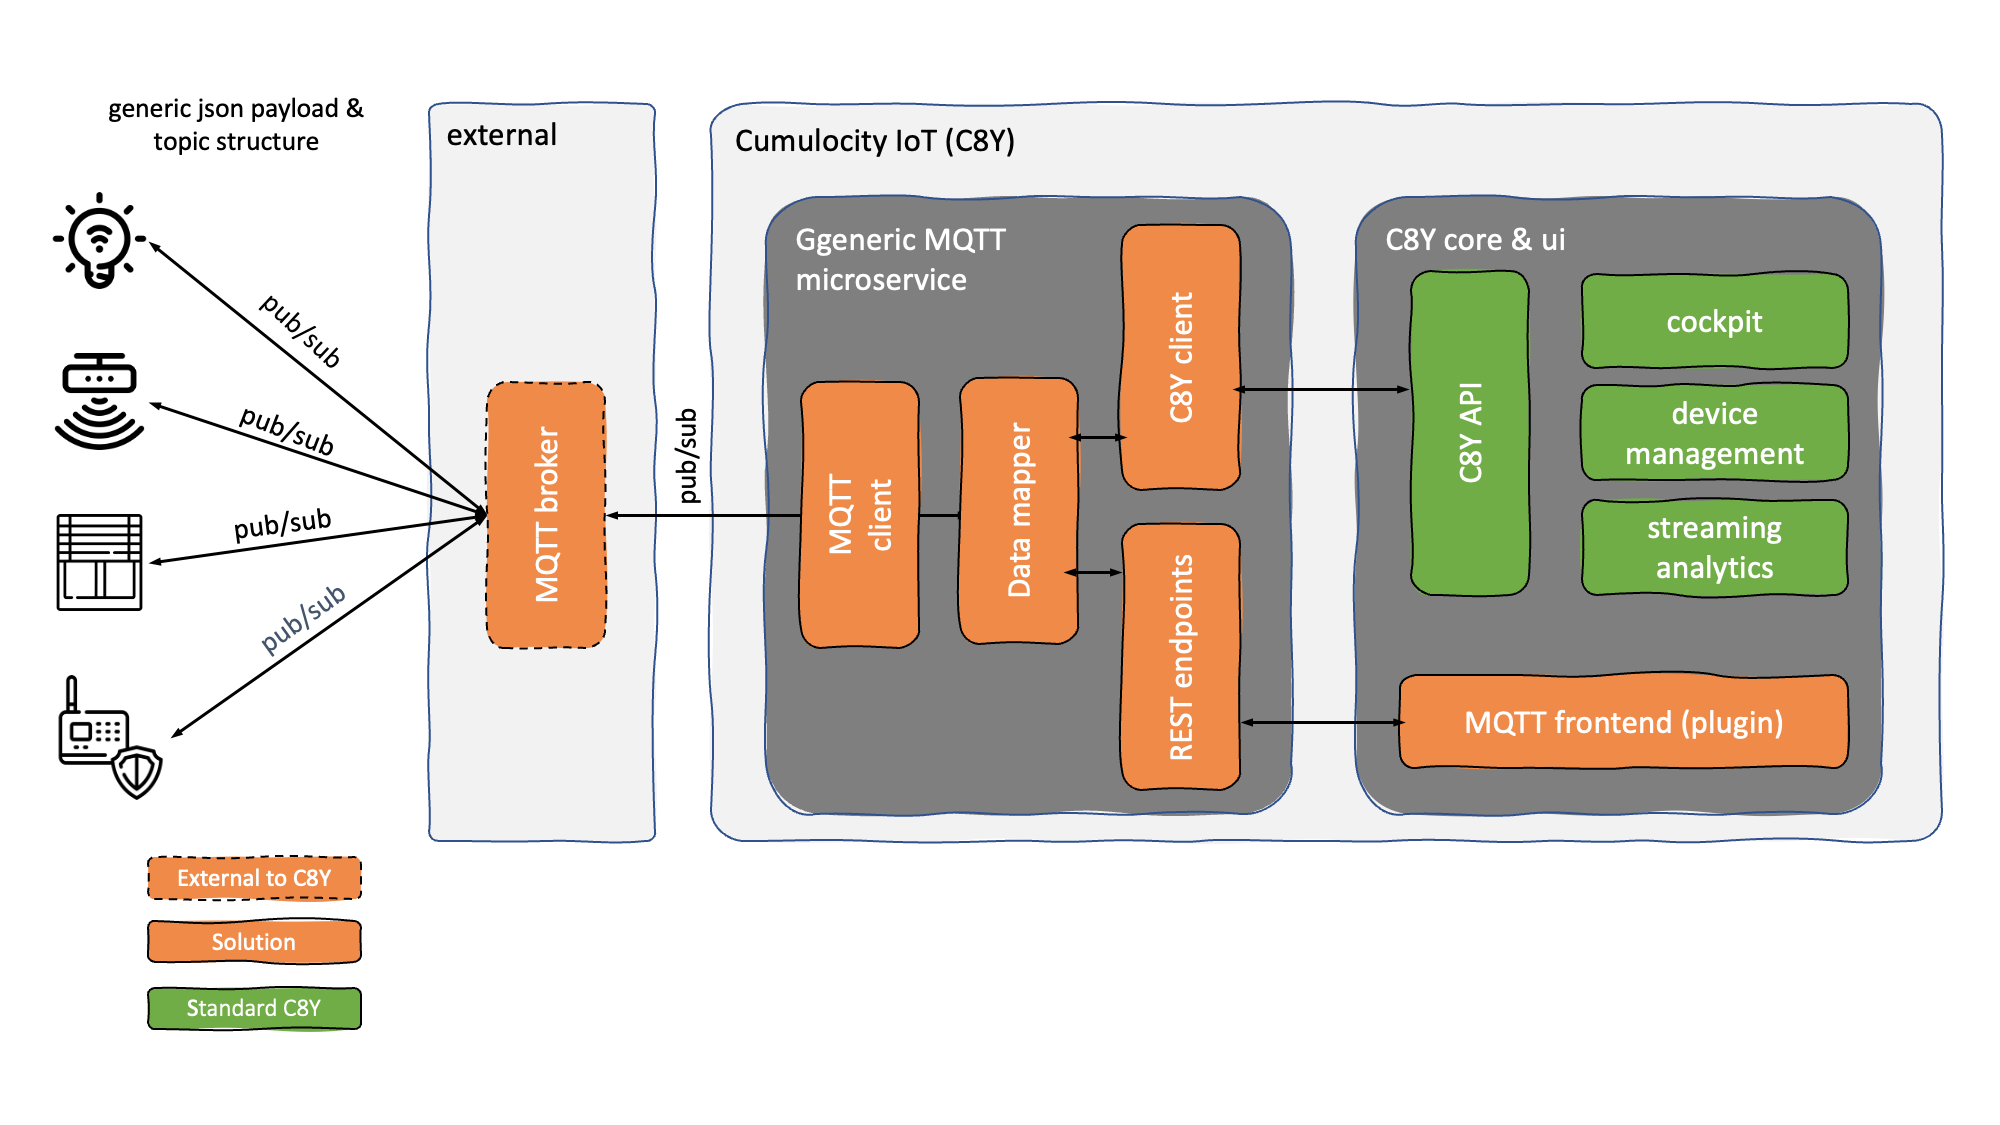 generic json payload &
topic structure
external
Cumulocity IoT (C8Y)
Ggeneric MQTT
microservice
C8Y core & ui
pub/sub
pub/sub
pub/sub
pub/sub
MQTT broker
pub/sub
MQTT
client
Data mapper
C8Y client
REST endpoints
C8Y API
cockpit
device
management
streaming
analytics
MQTT frontend (plugin)
External to C8Y
Solution
Standard C8Y